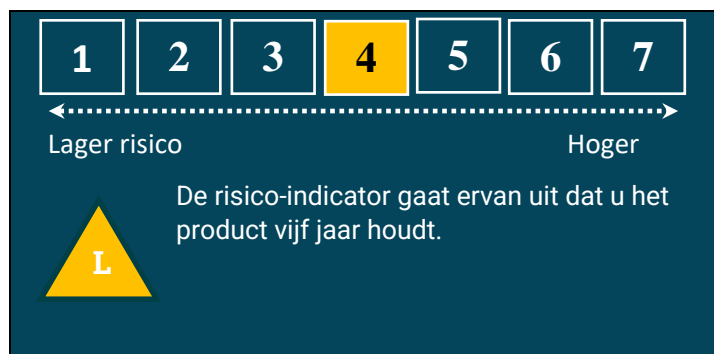 1 2 3 4 5 6 7
Lager risico Hoger
De risico-indicator gaat ervan uit dat u het
product vijf jaar houdt.
L